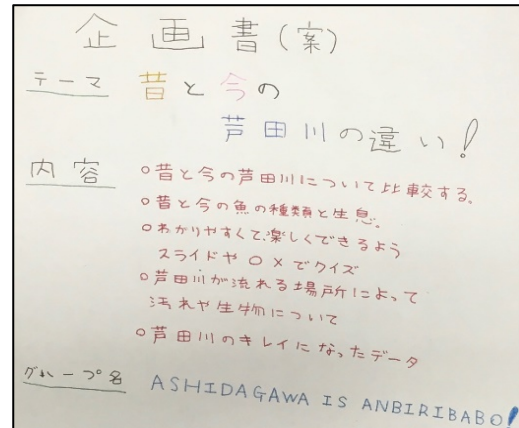 企画書(案)
テーマ 昔と今の
芦田川の違い!
内容 ○昔と今の芦田川について比較する。
○昔と今の魚の種類と生息。
○わかりやすくて、楽しくできるよう
スライドや○×でクイズ
○芦田川が流れる場所によって
汚れや生物について
○芦田川のキレイになったデータ
グループ名 ASHIDAGAWA IS ANBIRIBABO!